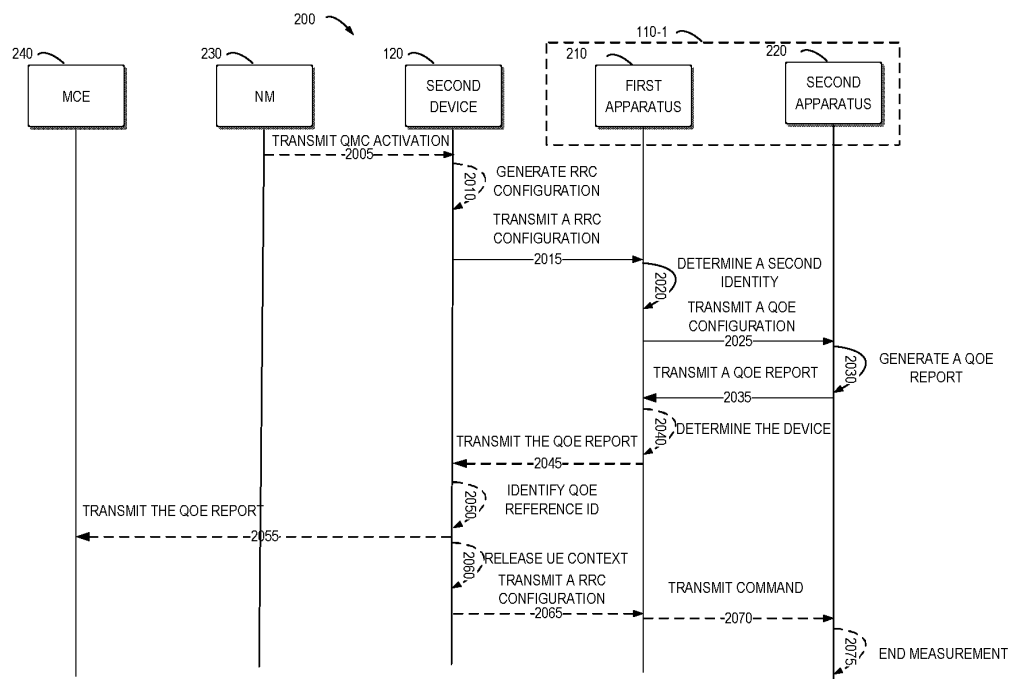 200
110-1
240
230
120
210
220
MCE
NM
SECOND
DEVICE
FIRST
APPARATUS
SECOND
APPARATUS
TRANSMIT QMC ACTIVATION
2005
2010
GENERATE RRC
CONFIGURATION
TRANSMIT A RRC
CONFIGURATION
2015
2020
DETERMINE A SECOND
IDENTITY
TRANSMIT A QOE
CONFIGURATION
2025
2030
GENERATE A QOE
REPORT
TRANSMIT A QOE REPORT
2035
2040
DETERMINE THE DEVICE
TRANSMIT THE QOE REPORT
2045
2050
IDENTIFY QOE
REFERENCE ID
TRANSMIT THE QOE REPORT
2055
2060
RELEASE UE CONTEXT
TRANSMIT A RRC
CONFIGURATION
2065
TRANSMIT COMMAND
2070
2075
END MEASUREMENT